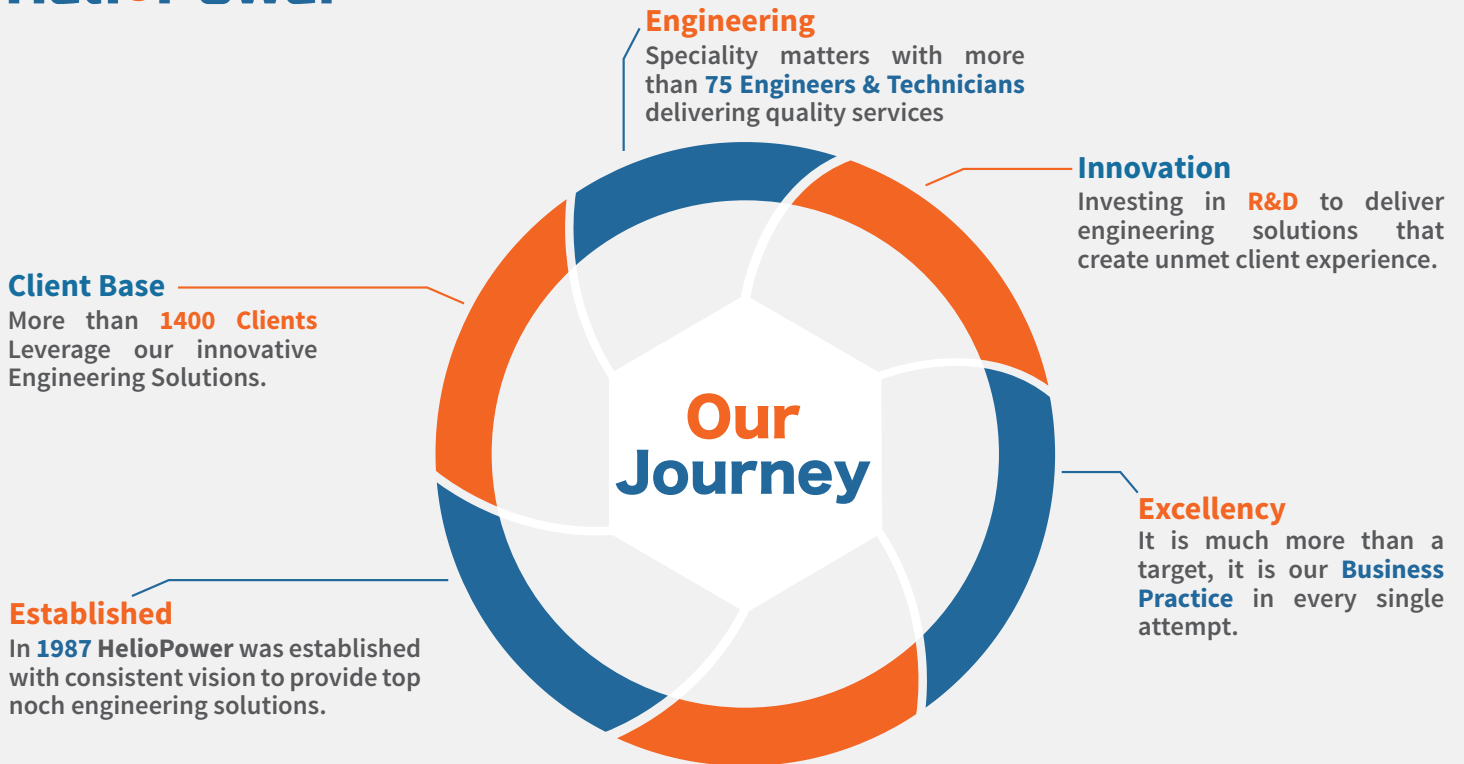 HelioPower
Engineering
Speciality matters with more
than 75 Engineers & Technicians
delivering quality services
Innovation
Investing in R&D to deliver
engineering solutions that
create unmet client experience.
Client Base
More than 1400 Clients
Leverage our innovative
Engineering Solutions.
Our
Journey
Excellency
It is much more than a
target, it is our Business
Practice in every single
attempt.
Established
In 1987 HelioPower was established
with consistent vision to provide top
noch engineering solutions.